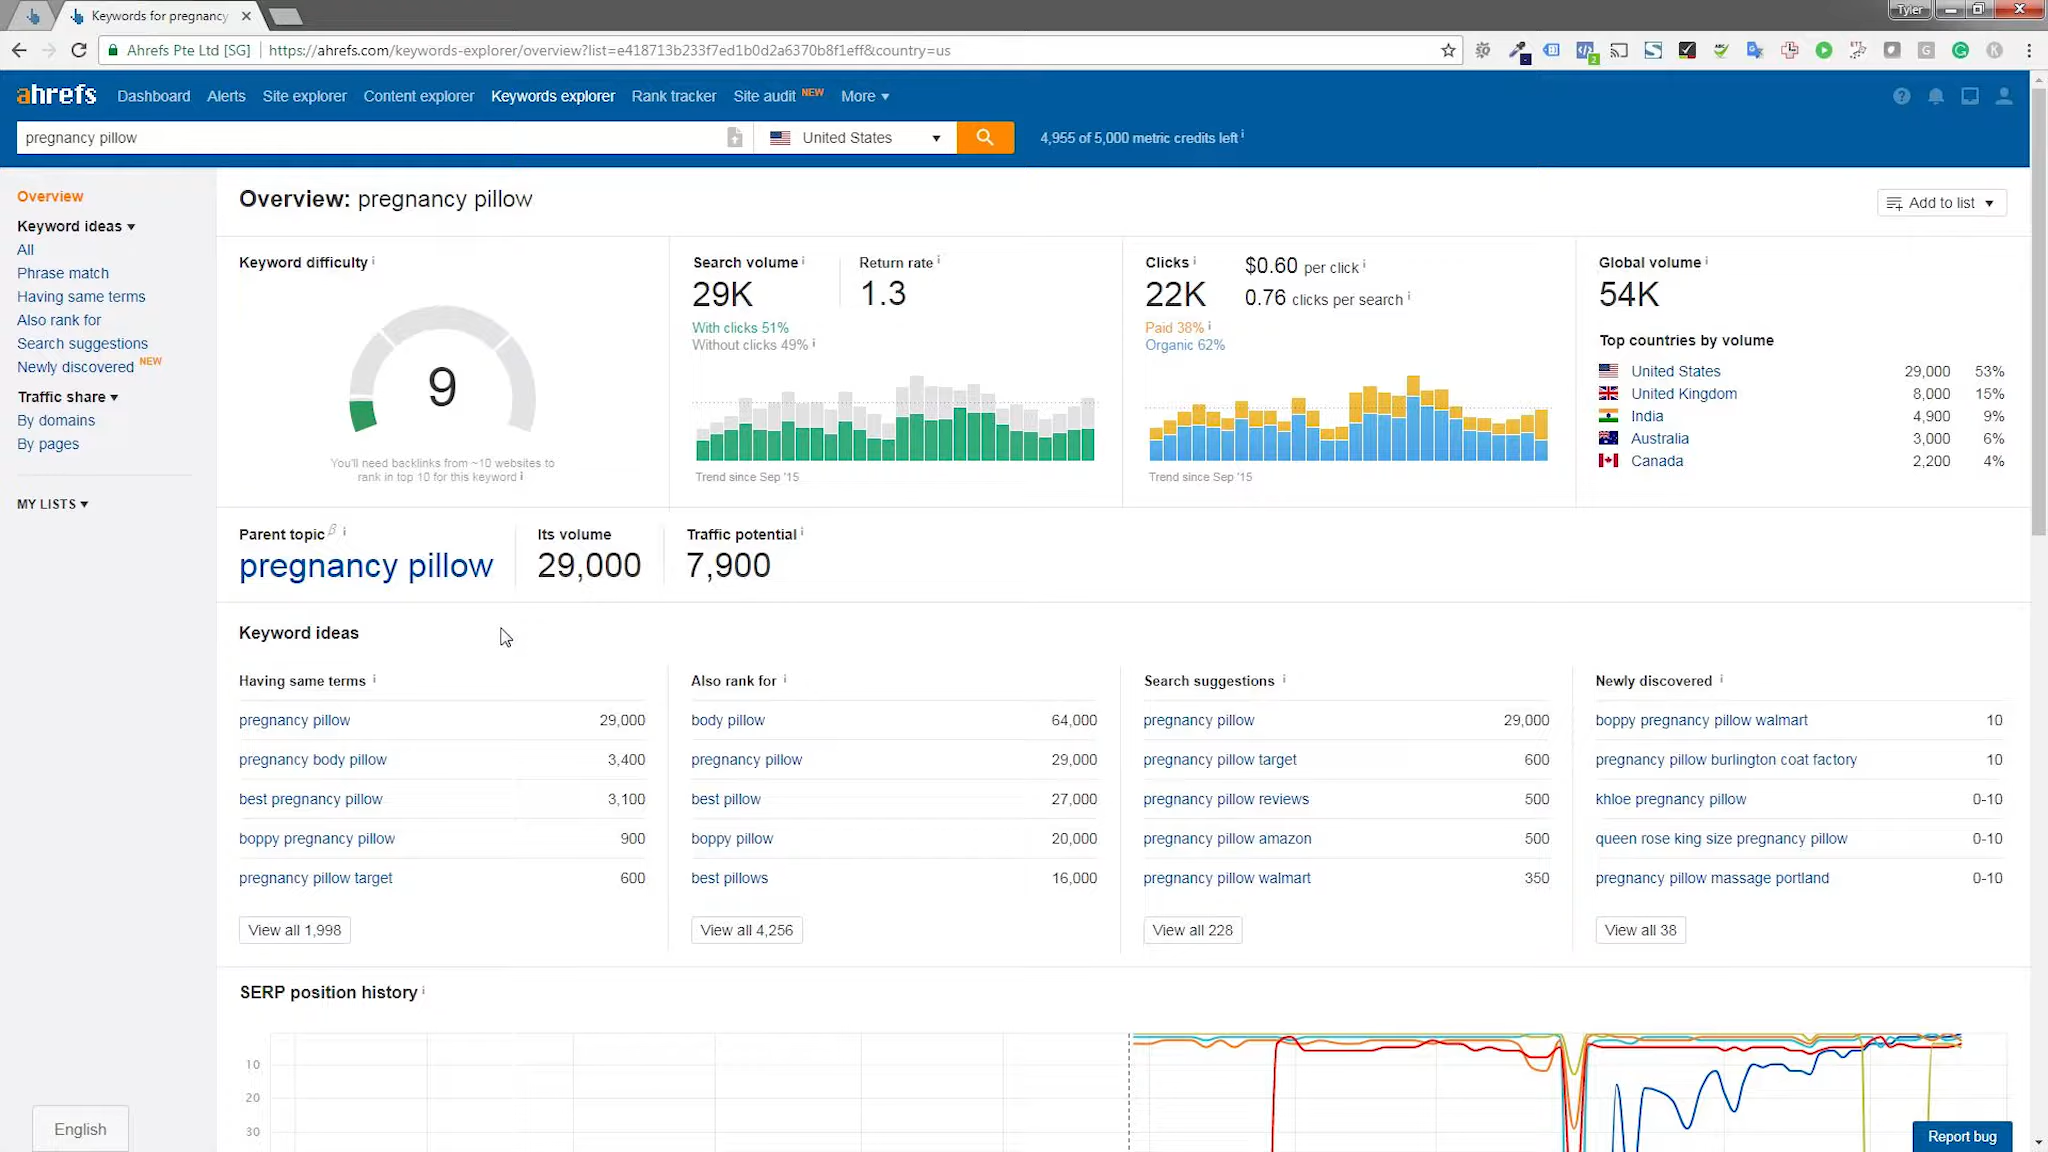 Keywords for pregnancy
Tyler
Ahrefs Pte Ltd [SG] https://ahrefs.com/keywords-explorer/overview?list=e418713b233f7ed1b0d2a6370b8f1eff&country=us
ahrefs Dashboard Alerts Site explorer Content explorer Keywords explorer Rank tracker Site audit NEW More
pregnancy pillow United States 4,955 of 5,000 metric credits left
Overview
Keyword ideas
All
Phrase match
Having same terms
Also rank for
Search suggestions
Newly discovered NEW
Traffic share
By domains
By pages
MY LISTS
Overview: pregnancy pillow
Add to list
Keyword difficulty
9
You'll need backlinks from ~10 websites to
rank in top 10 for this keyword
Search volume
29K
With clicks 51%
Without clicks 49%
Return rate
1.3
Trend since Sep '15
Clicks
22K
Paid 38%
Organic 62%
$0.60 per click
0.76 clicks per search
Trend since Sep '15
Global volume
54K
Top countries by volume
United States 29,000 53%
United Kingdom 8,000 15%
India 4,900 9%
Australia 3,000 6%
Canada 2,200 4%
Parent topic β
pregnancy pillow
Its volume
29,000
Traffic potential
7,900
Keyword ideas
Having same terms
pregnancy pillow 29,000
pregnancy body pillow 3,400
best pregnancy pillow 3,100
boppy pregnancy pillow 900
pregnancy pillow target 600
View all 1,998
Also rank for
body pillow 64,000
pregnancy pillow 29,000
best pillow 27,000
boppy pillow 20,000
best pillows 16,000
View all 4,256
Search suggestions
pregnancy pillow 29,000
pregnancy pillow target 600
pregnancy pillow reviews 500
pregnancy pillow amazon 500
pregnancy pillow walmart 350
View all 228
Newly discovered
boppy pregnancy pillow walmart 10
pregnancy pillow burlington coat factory 10
khloe pregnancy pillow 0-10
queen rose king size pregnancy pillow 0-10
pregnancy pillow massage portland 0-10
View all 38
SERP position history
10
20
30
English
Report bug